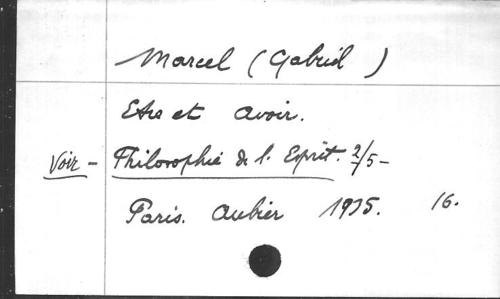 Marcel (Gabriel)
Etre et avoir.
Voir - Philosophie de l. Esprit. 2/5 -
Paris. Aubier 1935. 16.